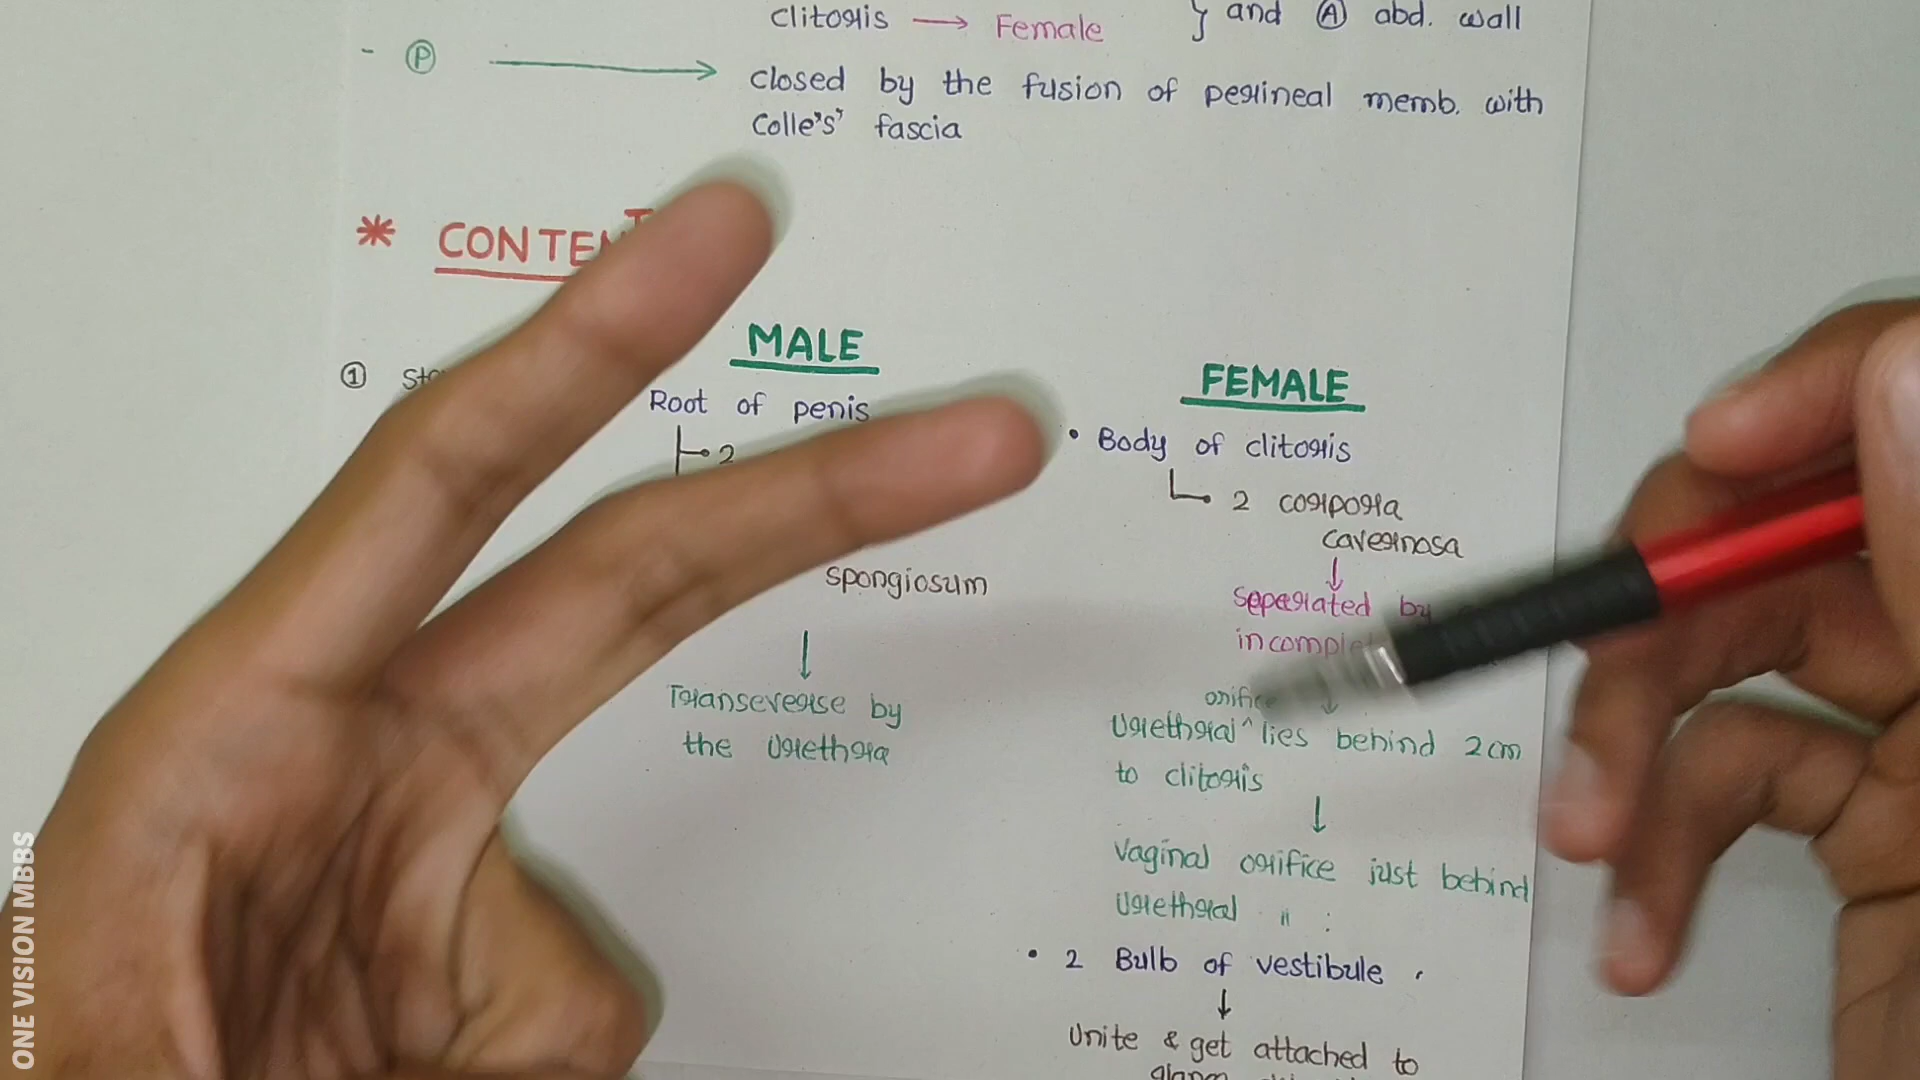 clitoris → Female } and Ⓐ abd. wall
- Ⓟ → closed by the fusion of perineal memb. with
Colle's' fascia
* CONTENT
MALE
FEMALE
①
Root of penis
2
• Body of clitoris
2 corpora
cavernosa
↓
spongiosum
↓
Seperated by
Transeverse by
the Urethra
orifice
Urethral ^ lies behind 2cm
to clitoris
↓
Vaginal orifice just behind
Urethral " :
• 2 Bulb of vestibule
↓
Unite & get attached to
ONE VISION MBBS